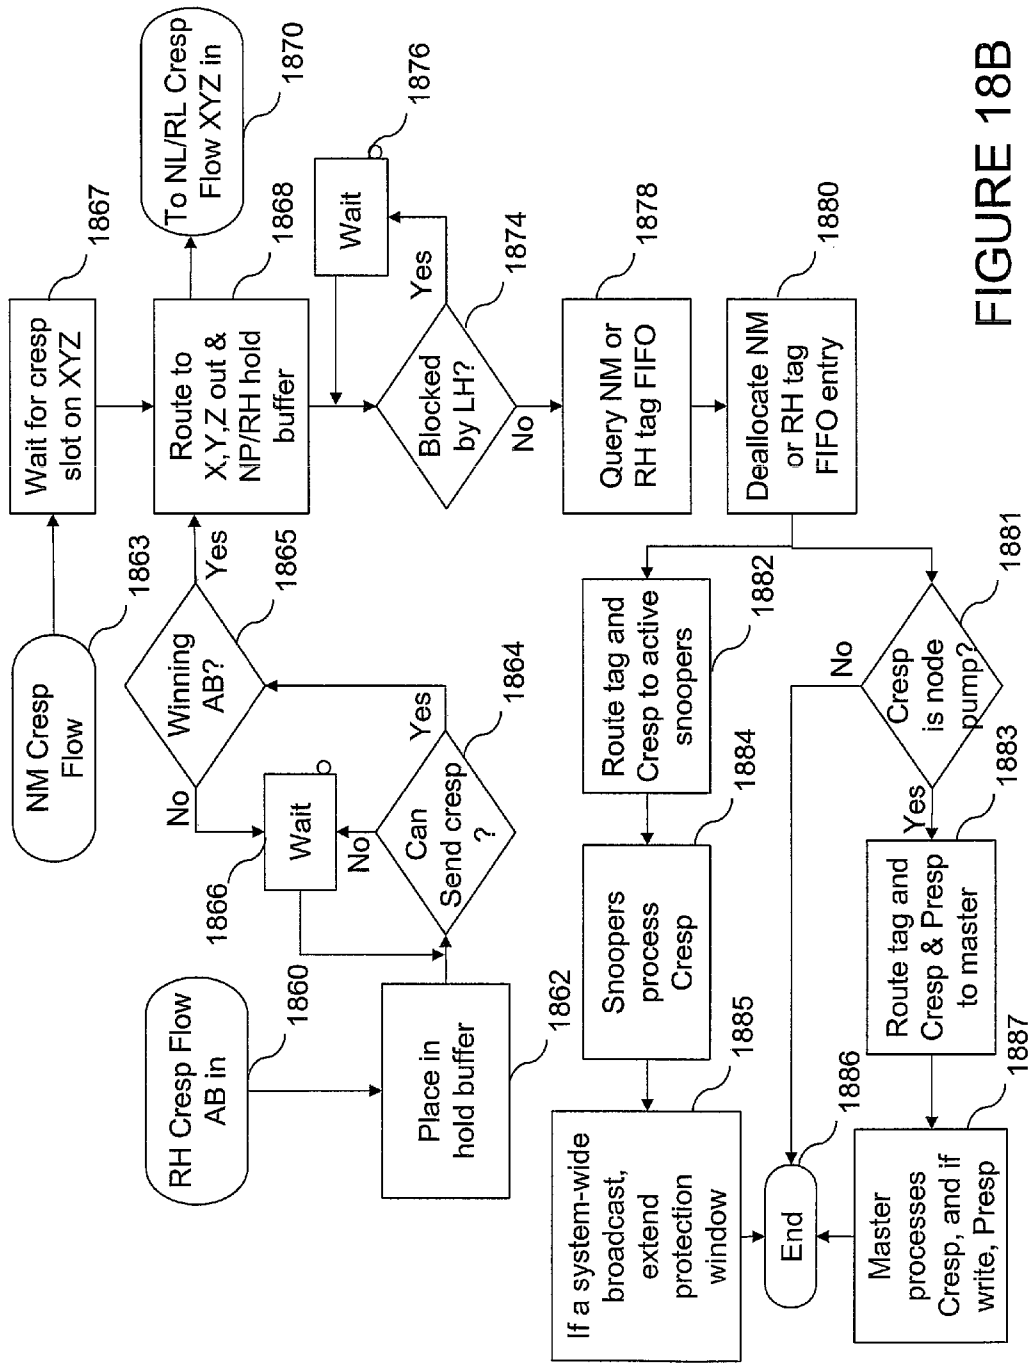 RH Cresp Flow
AB in
1860
Place in
hold buffer
1862
NM Cresp
Flow
1863
Wait for cresp
slot on XYZ
1867
Can
Send cresp
?
1864
Yes
No
Wait
1866
Winning
AB?
1865
No
Yes
Route to
X,Y,Z out &
NP/RH hold
buffer
1868
To NL/RL Cresp
Flow XYZ in
1870
Blocked
by LH?
1874
Yes
Wait
1876
No
Query NM or
RH tag FIFO
1878
Deallocate NM
or RH tag
FIFO entry
1880
Route tag and
Cresp to active
snoopers
1882
Snoopers
process
Cresp
1884
If a system-wide
broadcast,
extend
protection
window
1885
Cresp
is node
pump?
1881
No
Yes
Route tag and
Cresp & Presp
to master
1883
Master
processes
Cresp, and if
write, Presp
1887
End
1886
FIGURE 18B